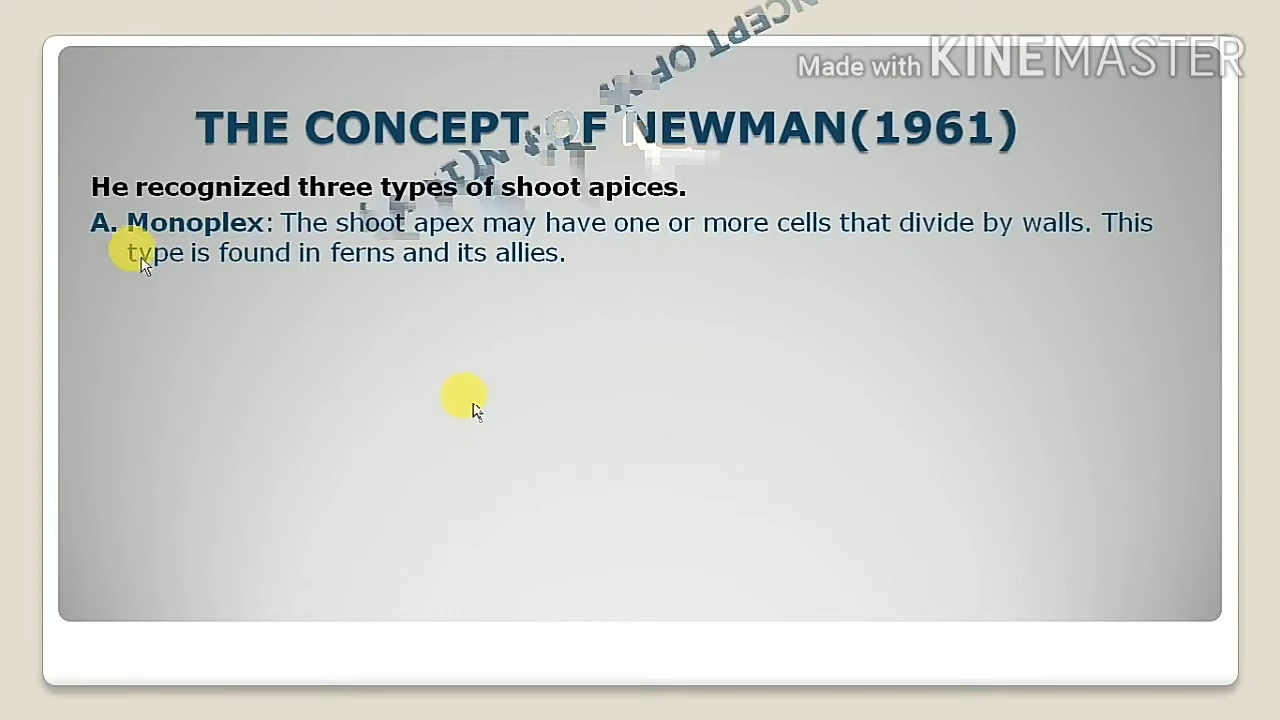 Made with KINEMASTER
THE CONCEPT OF NEWMAN(1961)
He recognized three types of shoot apices.
A. Monoplex: The shoot apex may have one or more cells that divide by walls. This
type is found in ferns and its allies.